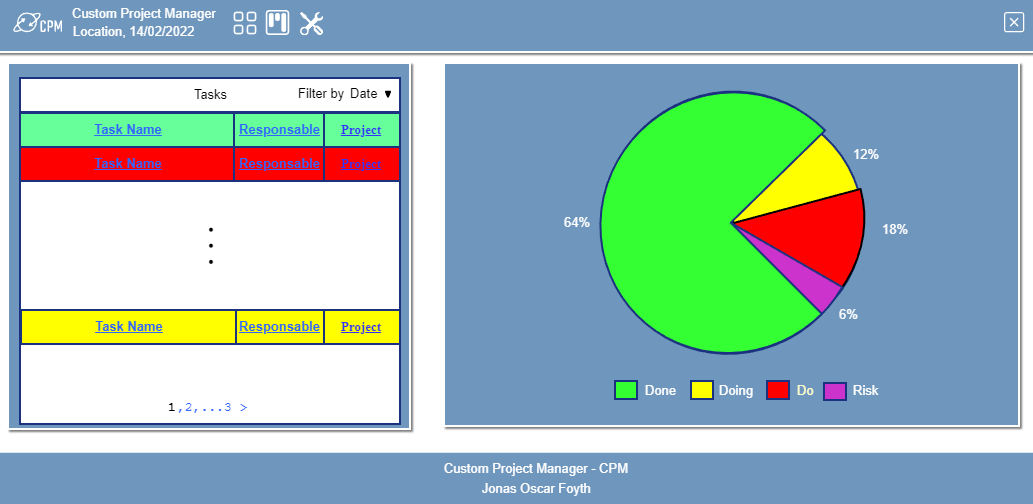 CPM
Custom Project Manager
Location, 14/02/2022
Tasks Filter by Date ▼
Task Name Responsable Project
Task Name Responsable Project
Task Name Responsable Project
1,2,...3 >
64%
12%
18%
6%
Done Doing Do Risk
Custom Project Manager - CPM
Jonas Oscar Foyth